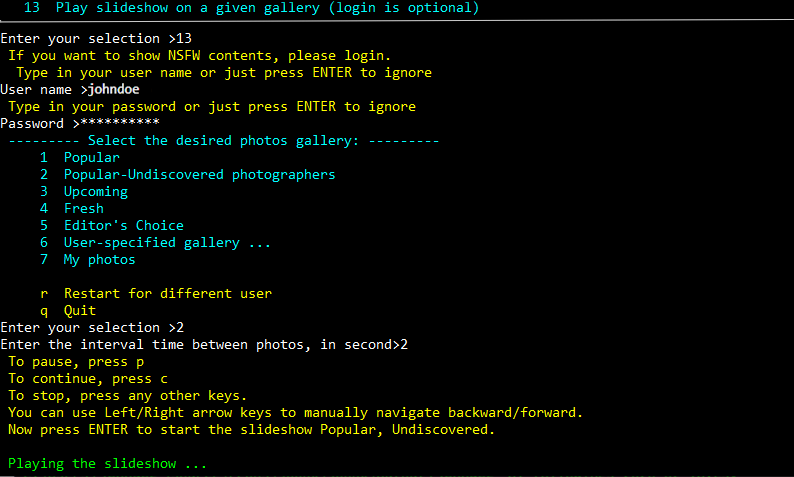 13 Play slideshow on a given gallery (login is optional)
Enter your selection >13
If you want to show NSFW contents, please login.
Type in your user name or just press ENTER to ignore
User name >johndoe
Type in your password or just press ENTER to ignore
Password >**********
--------- Select the desired photos gallery: ---------
1 Popular
2 Popular-Undiscovered photographers
3 Upcoming
4 Fresh
5 Editor's Choice
6 User-specified gallery ...
7 My photos
r Restart for different user
q Quit
Enter your selection >2
Enter the interval time between photos, in second>2
To pause, press p
To continue, press c
To stop, press any other keys.
You can use Left/Right arrow keys to manually navigate backward/forward.
Now press ENTER to start the slideshow Popular, Undiscovered.
Playing the slideshow ...